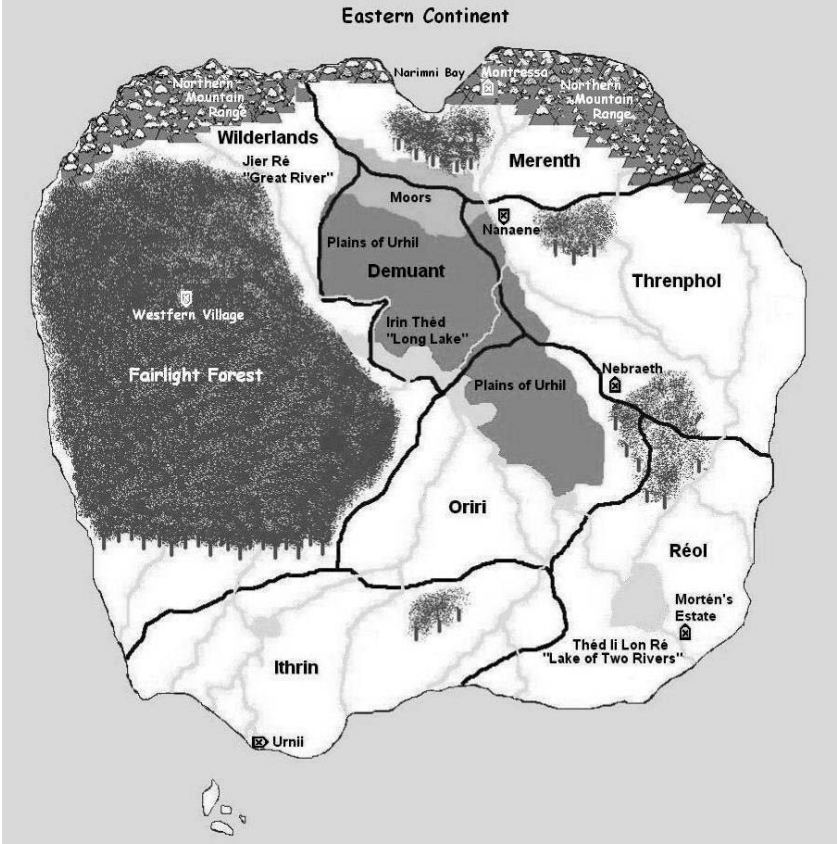 Eastern Continent
Narimni Bay
Montressa
Northern
Mountain
Range
Northern
Mountain
Range
Wilderlands
Jier Ré
"Great River"
Merenth
Moors
Nanaene
Plains of Urhil
Demuant
Threnphol
Westfern Village
Irin Théd
"Long Lake"
Fairlight Forest
Plains of Urhil
Nebraeth
Oriri
Réol
Mortén's
Estate
Théd li Lon Ré
"Lake of Two Rivers"
Ithrin
Urnii